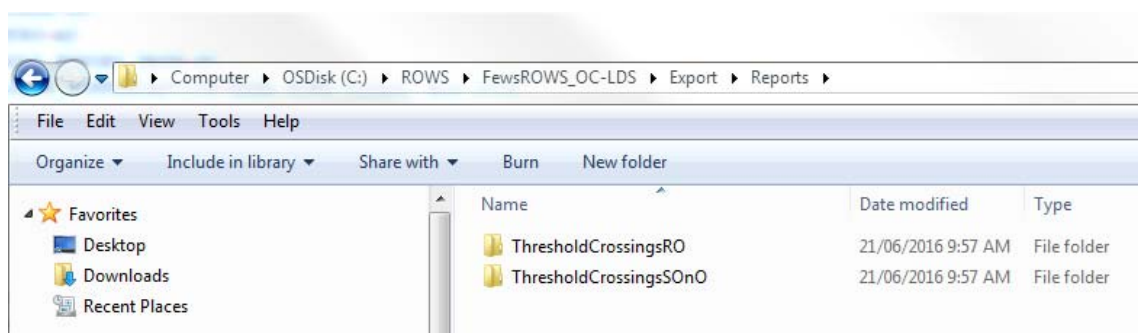 Computer ▸ OSDisk (C:) ▸ ROWS ▸ FewsROWS_OC-LDS ▸ Export ▸ Reports ▸
File Edit View Tools Help
Organize Include in library Share with Burn New folder
Favorites
Desktop
Downloads
Recent Places
Name Date modified Type
ThresholdCrossingsRO 21/06/2016 9:57 AM File folder
ThresholdCrossingsSOnO 21/06/2016 9:57 AM File folder